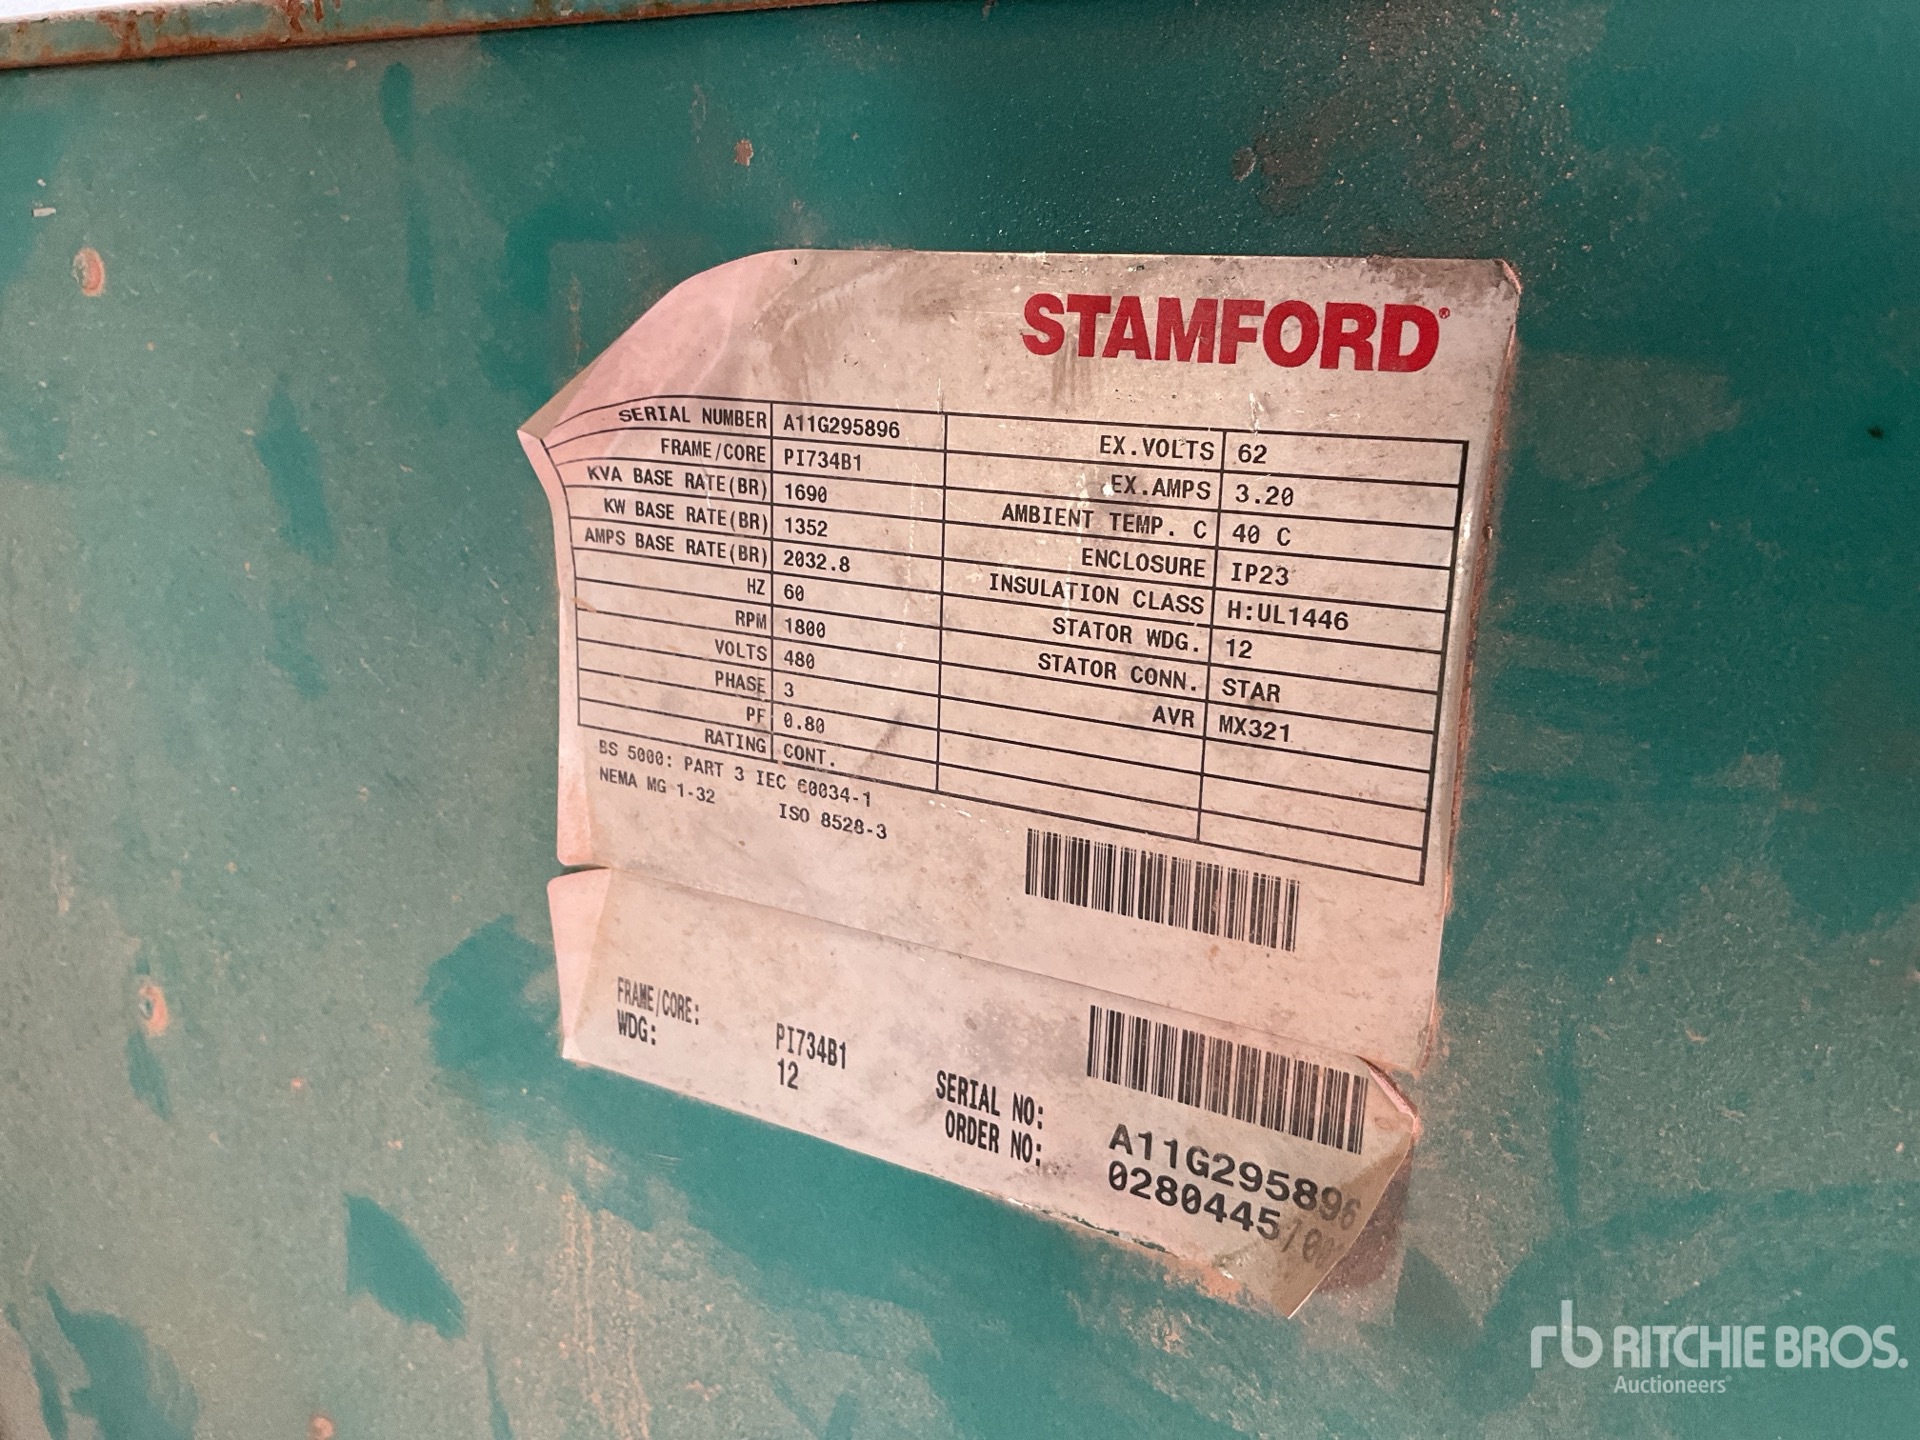 STAMFORD®
SERIAL NUMBER A11G295896
FRAME/CORE PI734B1
KVA BASE RATE(BR) 1690
KW BASE RATE(BR) 1352
AMPS BASE RATE(BR) 2032.8
HZ 60
RPM 1800
VOLTS 480
PHASE 3
PF 0.80
RATING CONT.
EX.VOLTS 62
EX.AMPS 3.20
AMBIENT TEMP. C 40 C
ENCLOSURE IP23
INSULATION CLASS H:UL1446
STATOR WDG. 12
STATOR CONN. STAR
AVR MX321
BS 5000: PART 3 IEC 60034-1
NEMA MG 1-32 ISO 8528-3
FRAME/CORE: PI734B1
WDG: 12
SERIAL NO: A11G295896
ORDER NO: 0280445
rb RITCHIE BROS.
Auctioneers